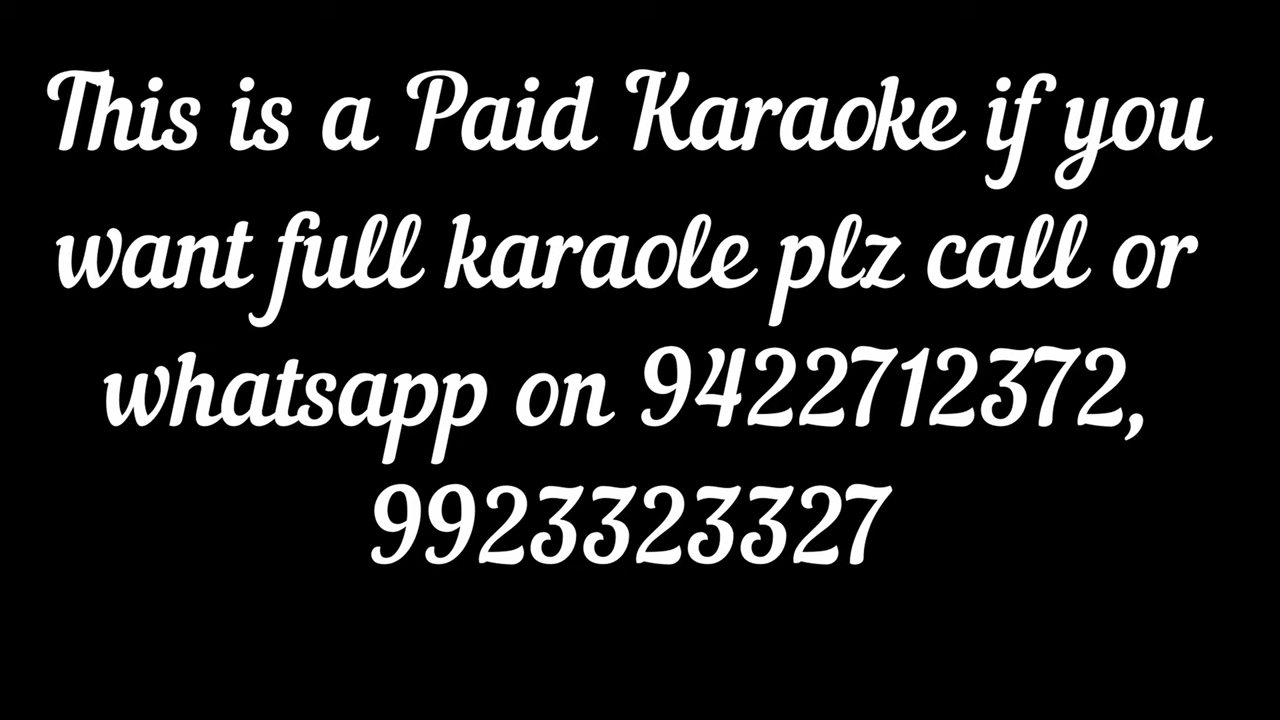 This is a Paid Karaoke if you
want full karaole plz call or
whatsapp on 9422712372,
9923323327